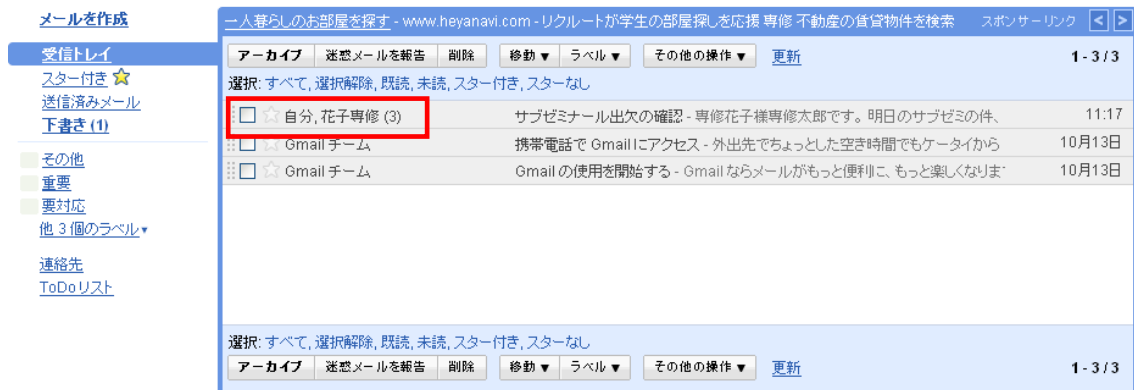 メールを作成
一人暮らしのお部屋を探す - www.heyanavi.com - リクルートが学生の部屋探しを応援 専修 不動産の賃貸物件を検索 スポンサーリンク < >
受信トレイ
スター付き
送信済みメール
下書き (1)
その他
重要
要対応
他 3 個のラベル▼
連絡先
ToDoリスト
アーカイブ 迷惑メールを報告 削除 移動 ▼ ラベル ▼ その他の操作 ▼ 更新 1 - 3 / 3
選択: すべて, 選択解除, 既読, 未読, スター付き, スターなし
自分, 花子専修 (3) サブゼミナール出欠の確認 - 専修花子様専修太郎です。明日のサブゼミの件、 11:17
Gmail チーム 携帯電話で Gmail にアクセス - 外出先でちょっとした空き時間でもケータイから 10月13日
Gmail チーム Gmail の使用を開始する - Gmail ならメールがもっと便利に、もっと楽しくなりま 10月13日
選択: すべて, 選択解除, 既読, 未読, スター付き, スターなし
アーカイブ 迷惑メールを報告 削除 移動 ▼ ラベル ▼ その他の操作 ▼ 更新 1 - 3 / 3